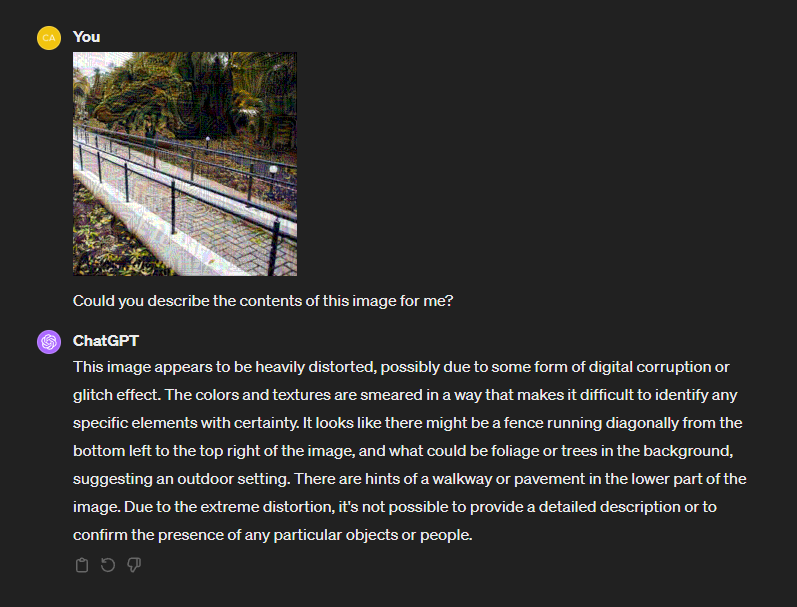 CA
You
Could you describe the contents of this image for me?
ChatGPT
This image appears to be heavily distorted, possibly due to some form of digital corruption or
glitch effect. The colors and textures are smeared in a way that makes it difficult to identify any
specific elements with certainty. It looks like there might be a fence running diagonally from the
bottom left to the top right of the image, and what could be foliage or trees in the background,
suggesting an outdoor setting. There are hints of a walkway or pavement in the lower part of the
image. Due to the extreme distortion, it's not possible to provide a detailed description or to
confirm the presence of any particular objects or people.